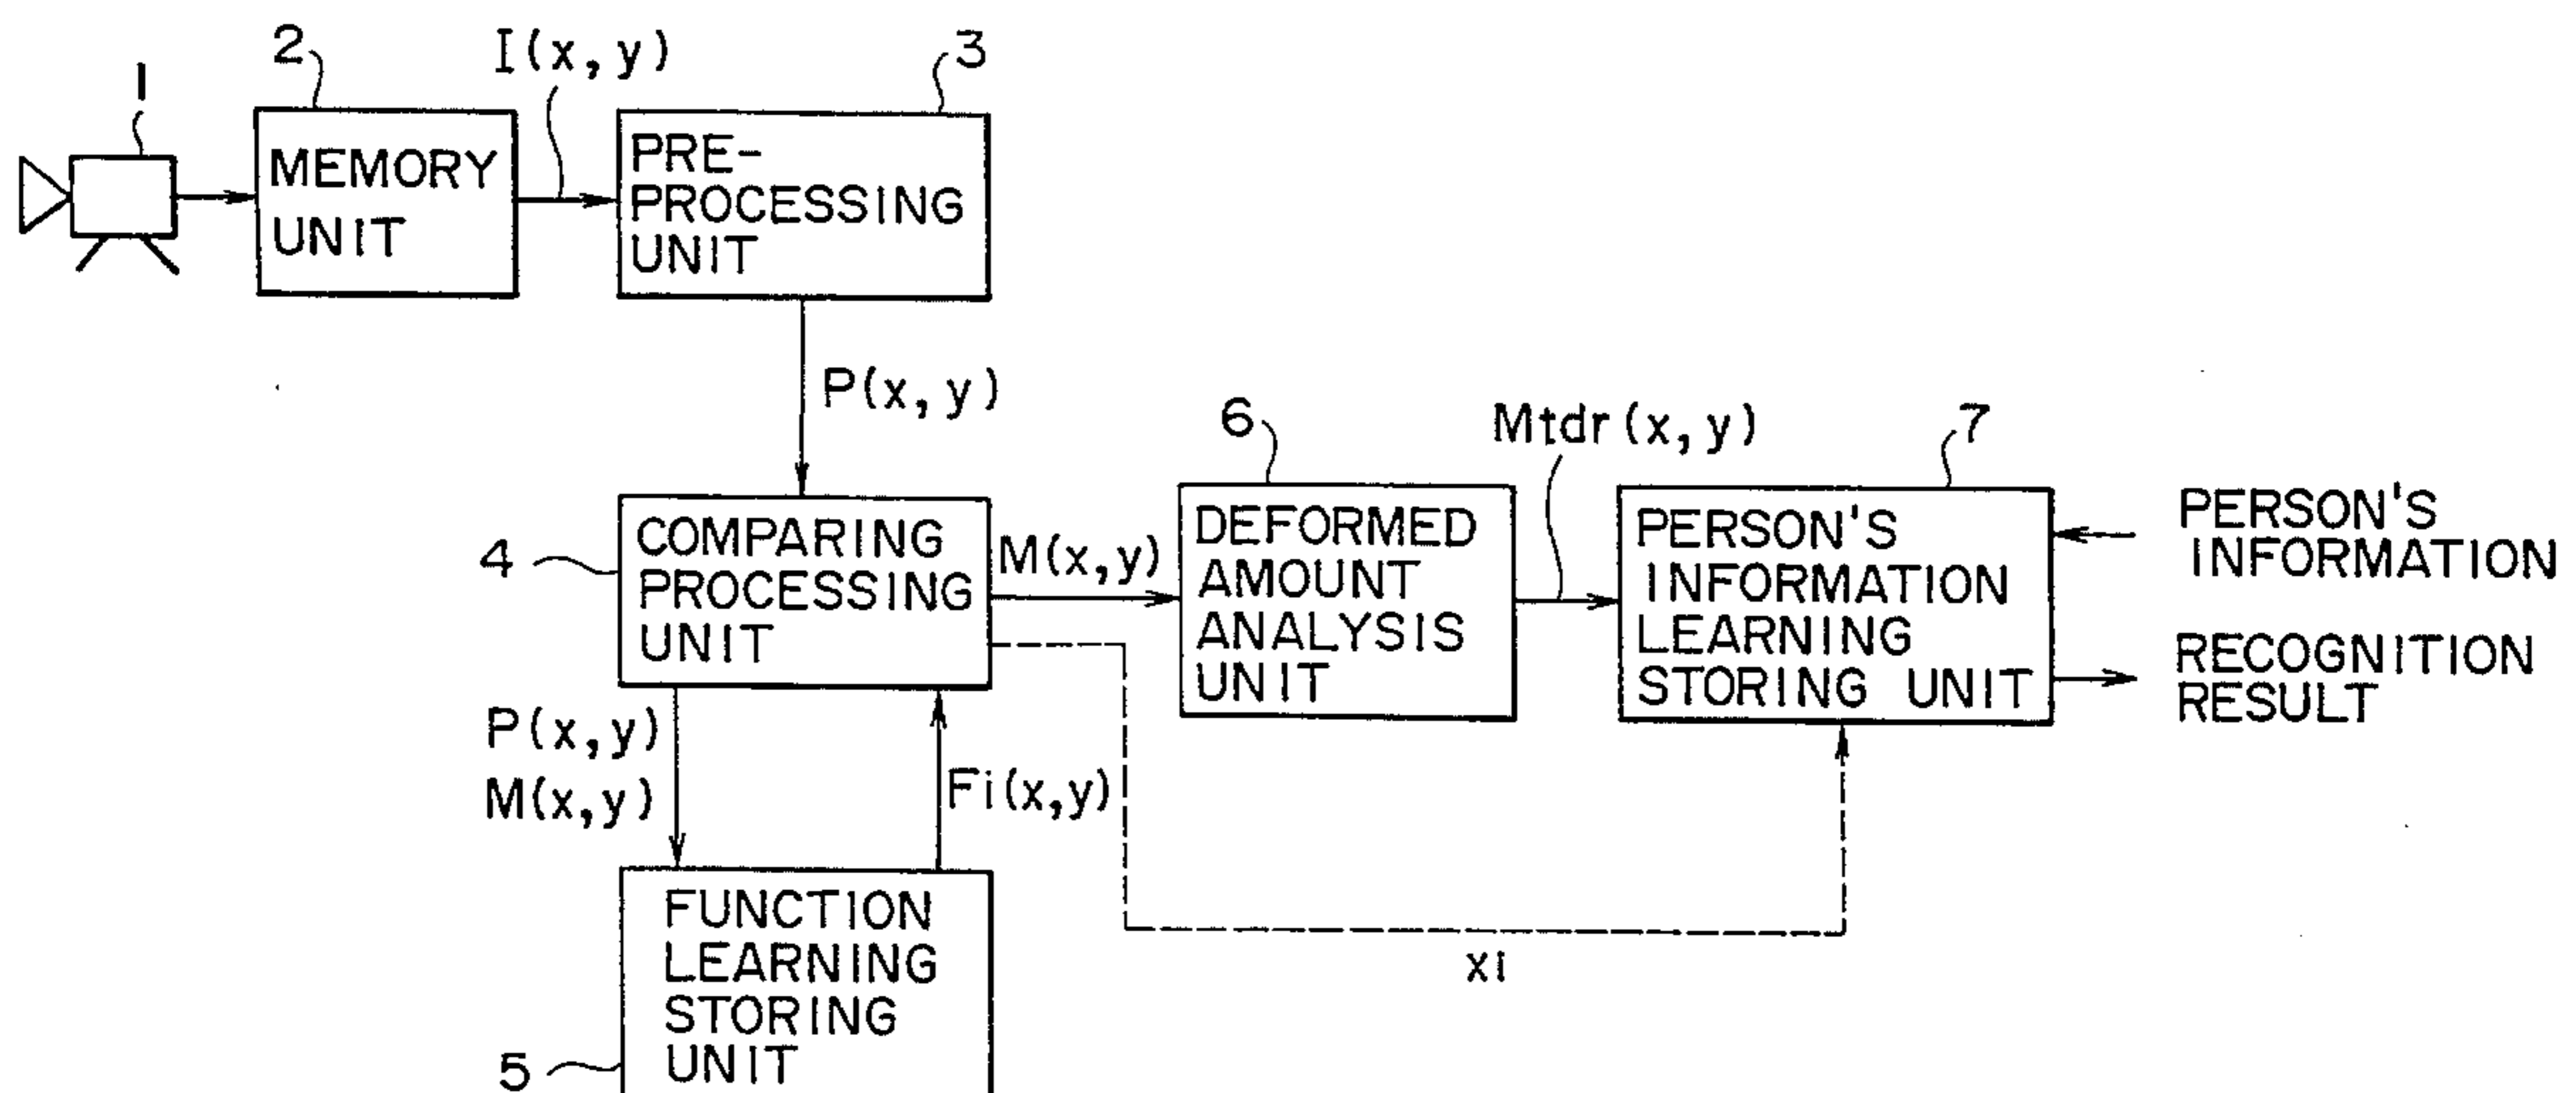 1
2
I(x, y)
3
MEMORY
UNIT
PRE-
PROCESSING
UNIT
P(x, y)
4
COMPARING
PROCESSING
UNIT
M(x,y)
6
DEFORMED
AMOUNT
ANALYSIS
UNIT
Mtdr(x, y)
7
PERSON'S
INFORMATION
LEARNING
STORING UNIT
PERSON'S
INFORMATION
RECOGNITION
RESULT
P(x,y)
M(x,y)
Fi(x,y)
xi
5
FUNCTION
LEARNING
STORING
UNIT